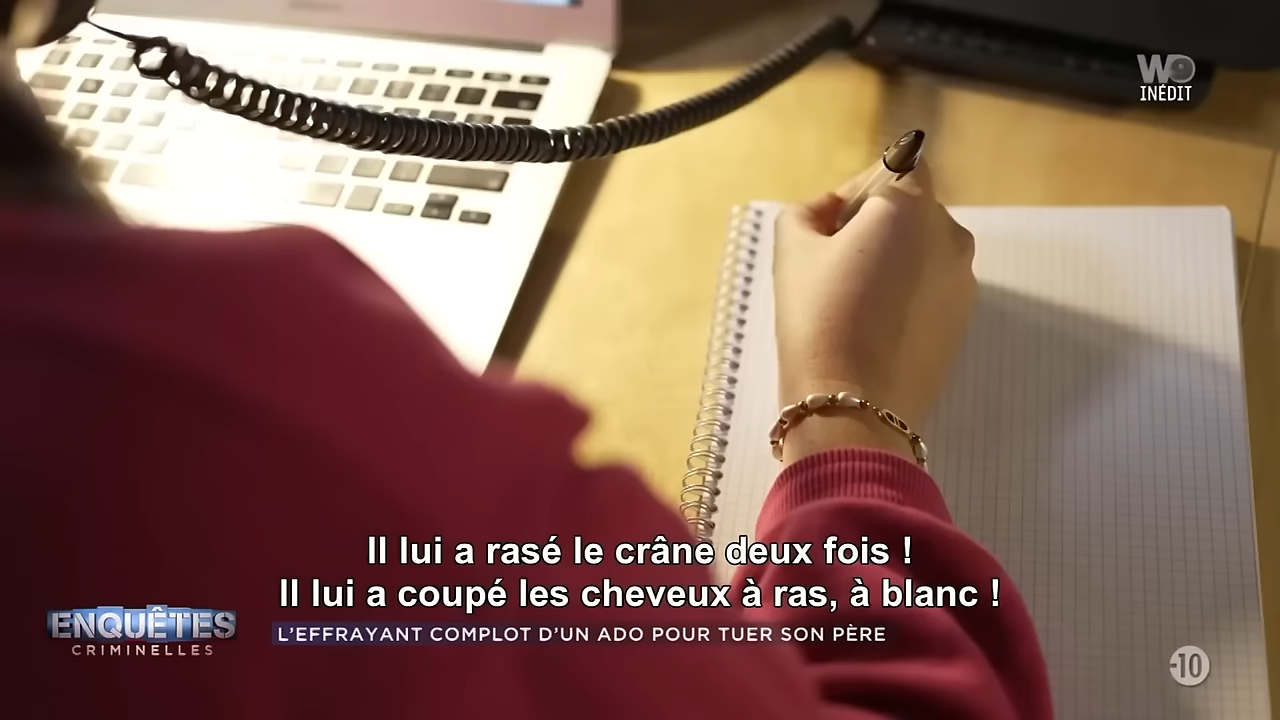 WO
INÉDIT
Il lui a rasé le crâne deux fois !
Il lui a coupé les cheveux à ras, à blanc !
ENQUÊTES
CRIMINELLES
L'EFFRAYANT COMPLOT D'UN ADO POUR TUER SON PÈRE
-10